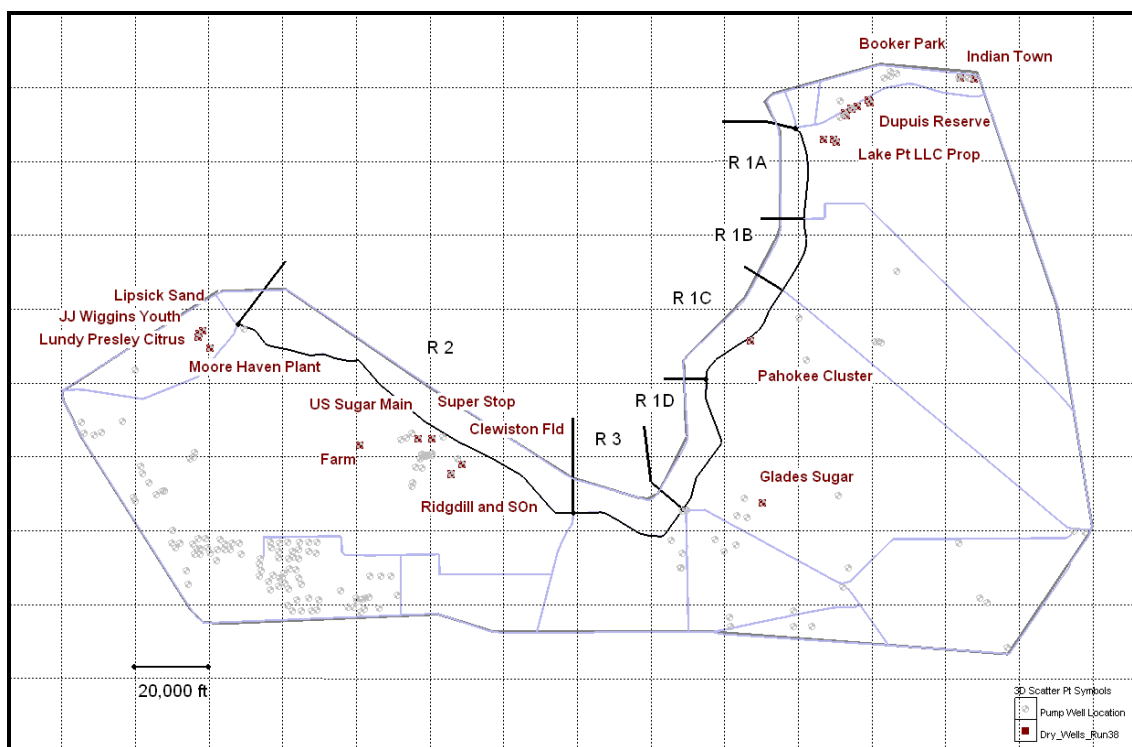 Booker Park
Indian Town
Dupuis Reserve
Lake Pt LLC Prop
R 1A
R 1B
Lipsick Sand
R 1C
JJ Wiggins Youth
Lundy Presley Citrus
R 2
Moore Haven Plant
Pahokee Cluster
US Sugar Main
Super Stop
R 1D
Clewiston Fld
R 3
Farm
Glades Sugar
Ridgdill and SOn
20,000 ft
3D Scatter Pt Symbols
Pump Well Location
Dry_Wells_Run38